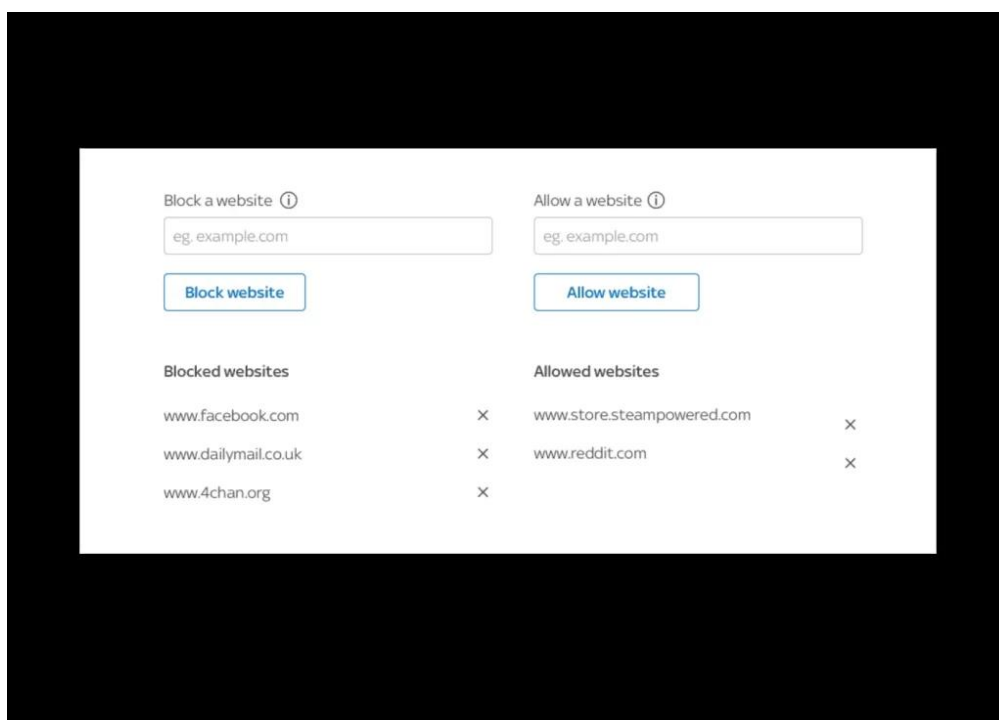 Block a website
eg. example.com
Block website
Blocked websites
www.facebook.com
www.dailymail.co.uk
www.4chan.org
Allow a website
eg. example.com
Allow website
Allowed websites
www.store.steampowered.com
www.reddit.com